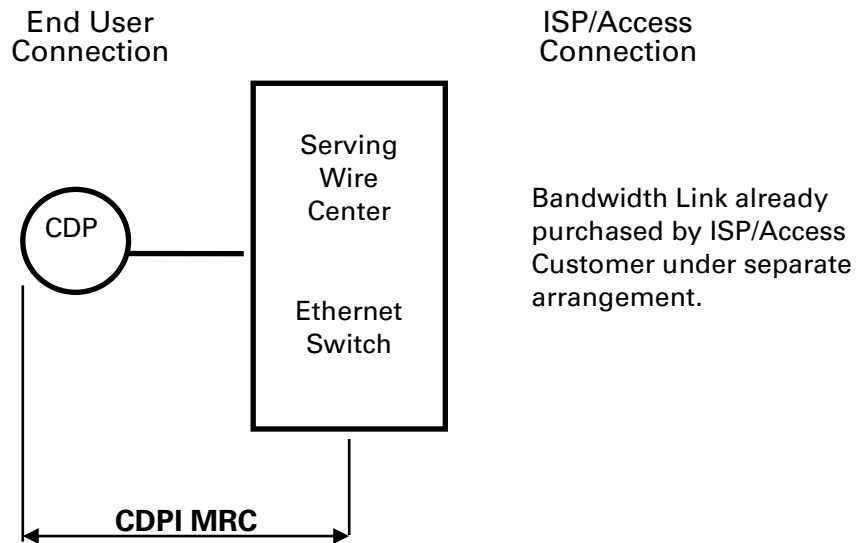 End User
Connection
ISP/Access
Connection
Serving
Wire
Center
CDP
Ethernet
Switch
Bandwidth Link already
purchased by ISP/Access
Customer under separate
arrangement.
CDPI MRC